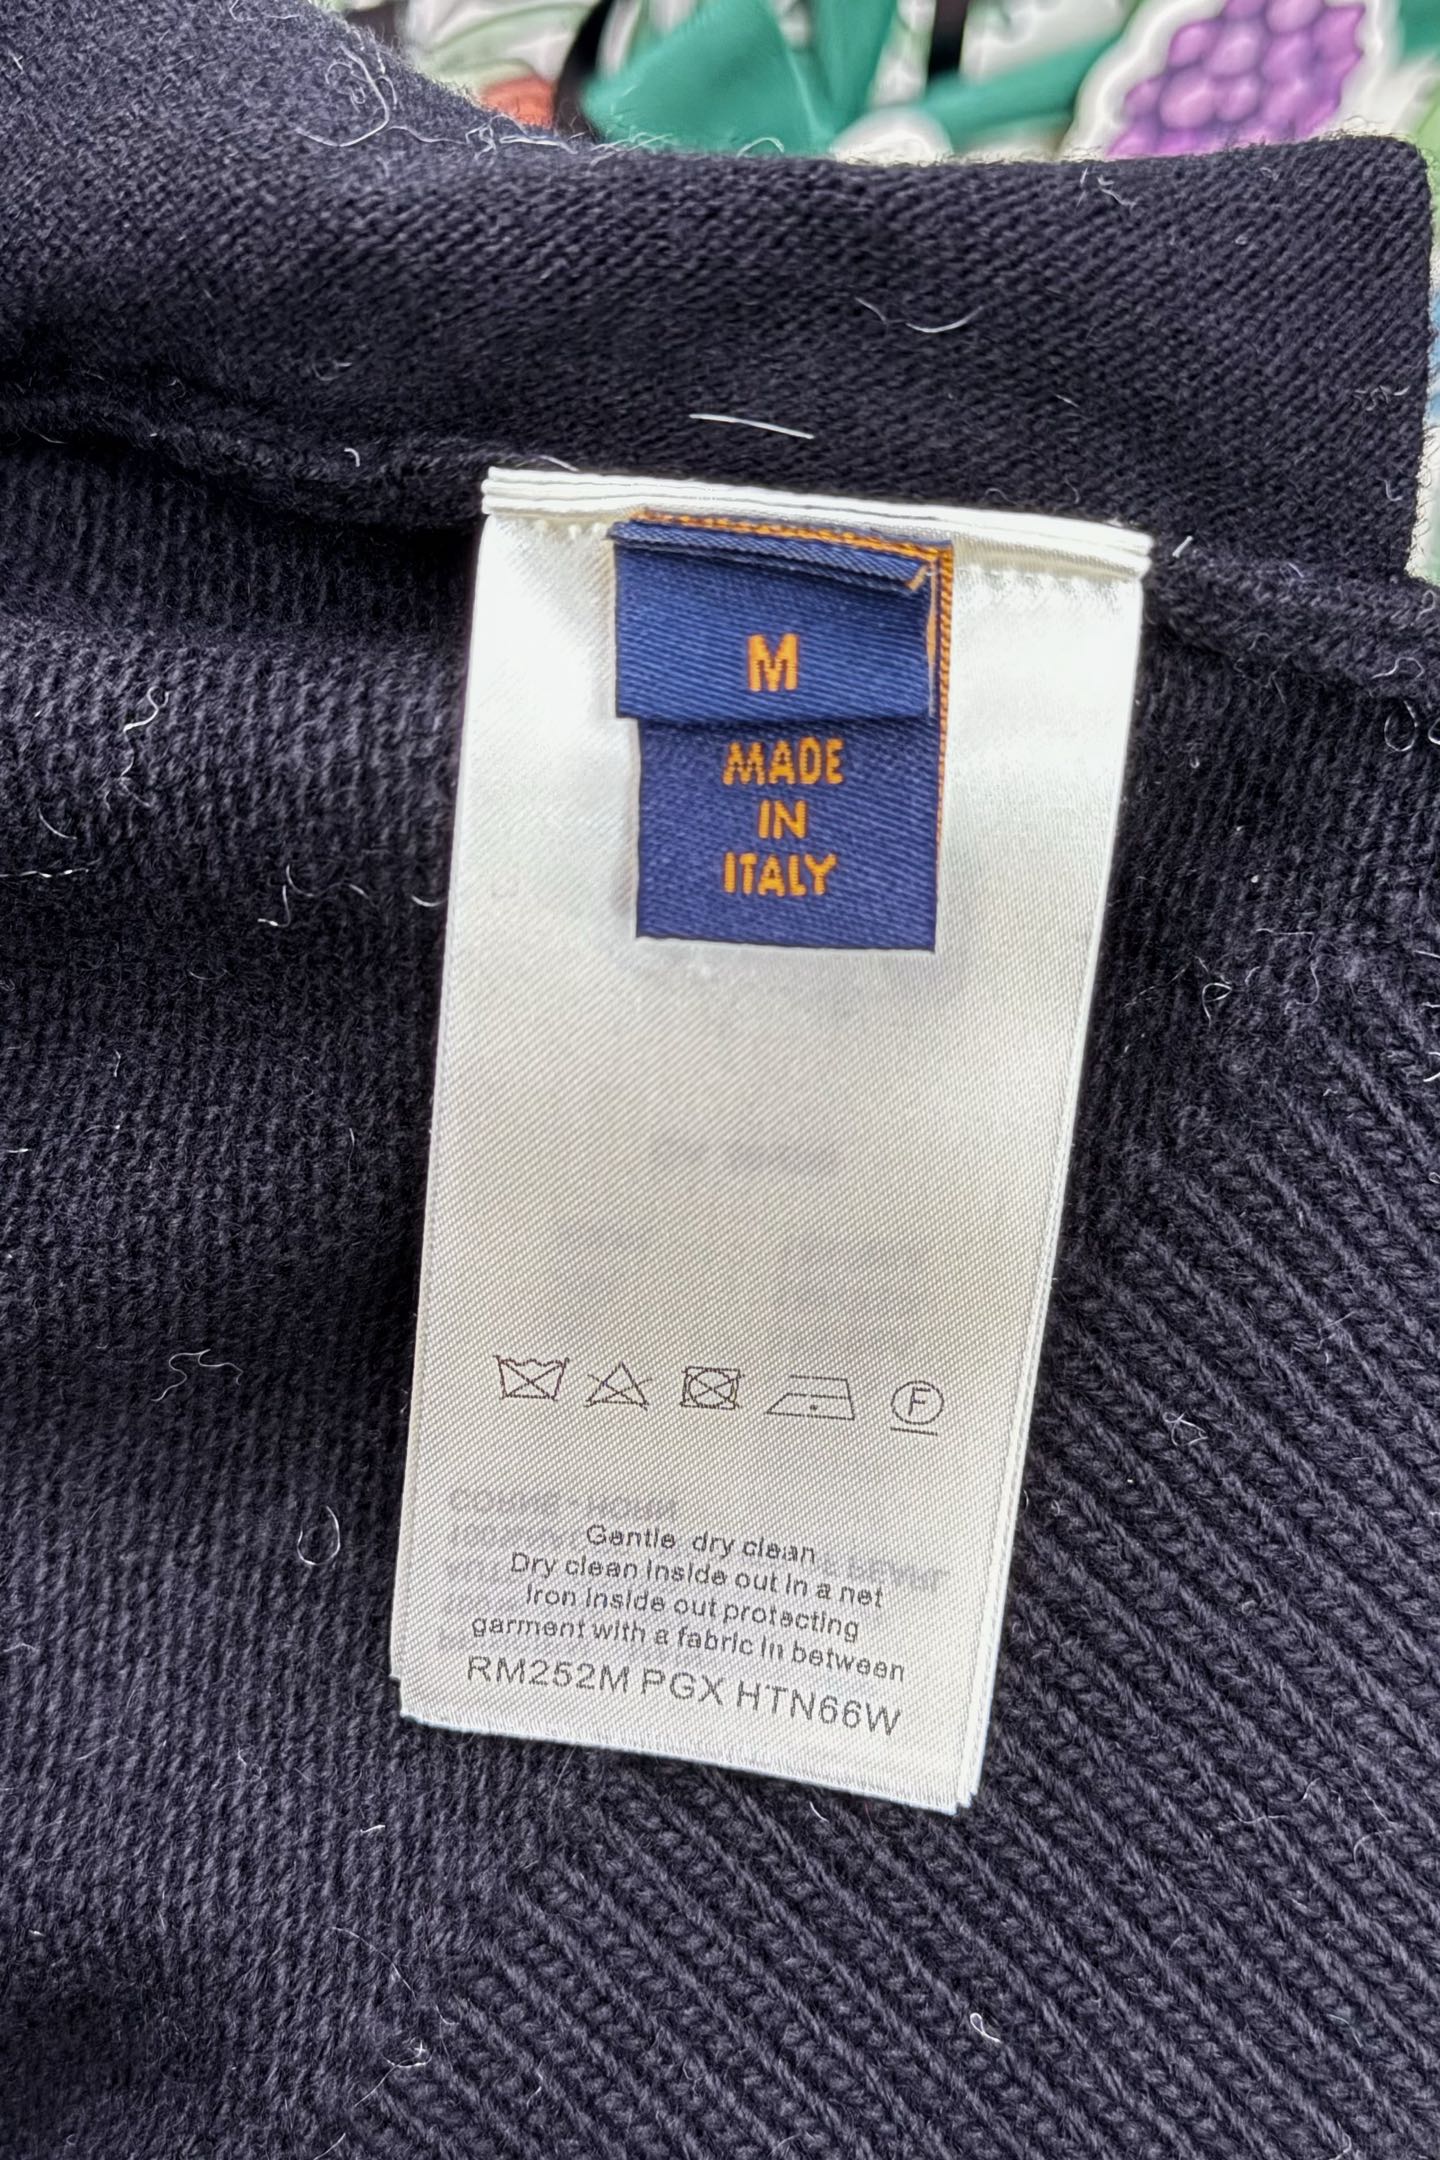 M
MADE
IN
ITALY
F
Gentle dry clean
Dry clean inside out in a net
Iron inside out protecting
garment with a fabric in between
RM252M PGX HTN66W